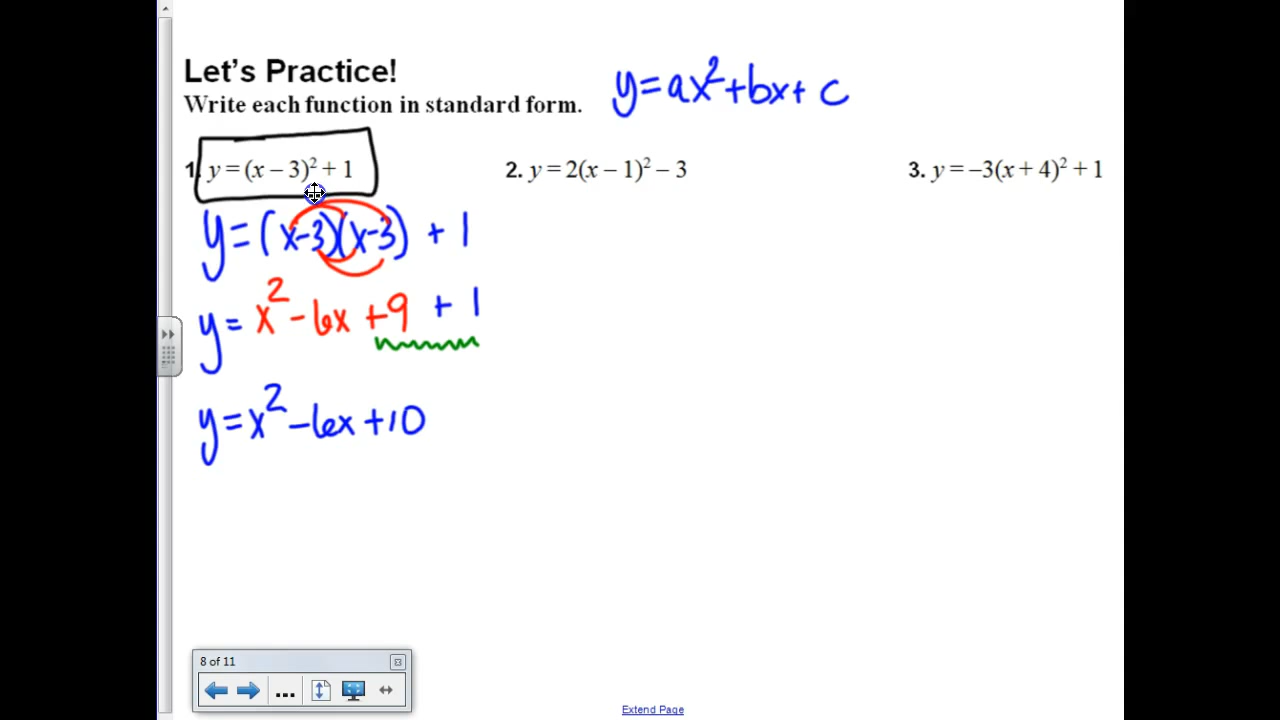 Let's Practice!
Write each function in standard form.
y=ax²+bx+c
1. y = (x – 3)² + 1
2. y = 2(x – 1)² – 3
3. y = –3(x + 4)² + 1
y=(x-3)(x-3) + 1
y= x² - 6x +9 + 1
y=x²-6x+10
8 of 11
...
Extend Page